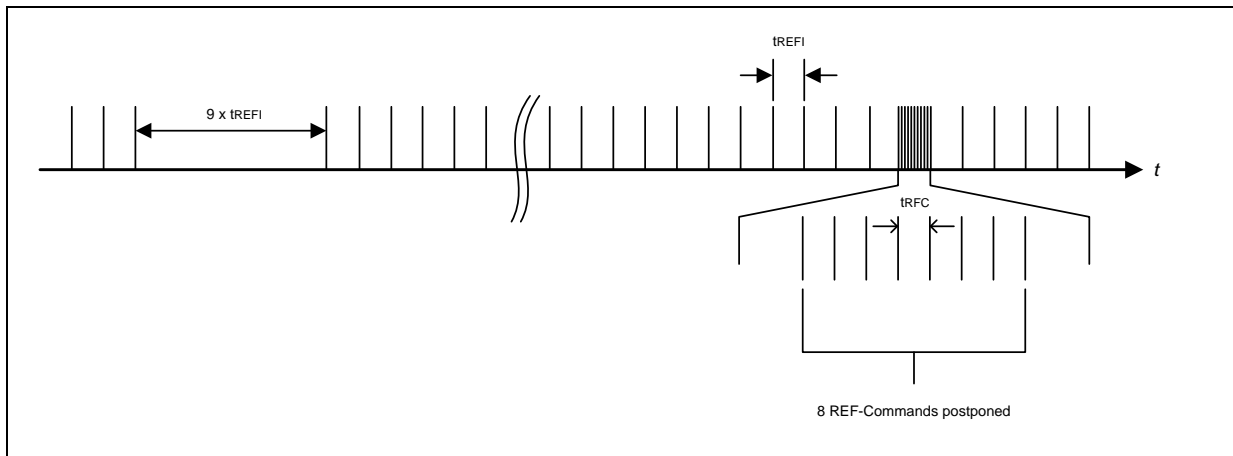 tREFI
9 x tREFI
t
tRFC
8 REF-Commands postponed